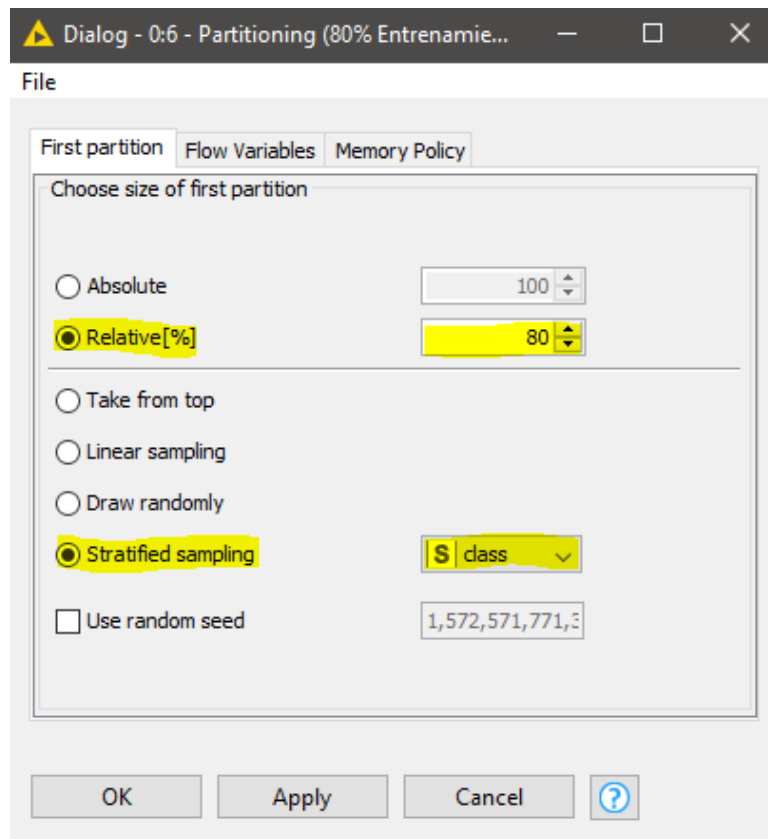 Dialog - 0:6 - Partitioning (80% Entrenamie...
File
First partition Flow Variables Memory Policy
Choose size of first partition
Absolute 100
Relative[%] 80
Take from top
Linear sampling
Draw randomly
Stratified sampling S class
Use random seed 1,572,571,771,3
OK Apply Cancel ?